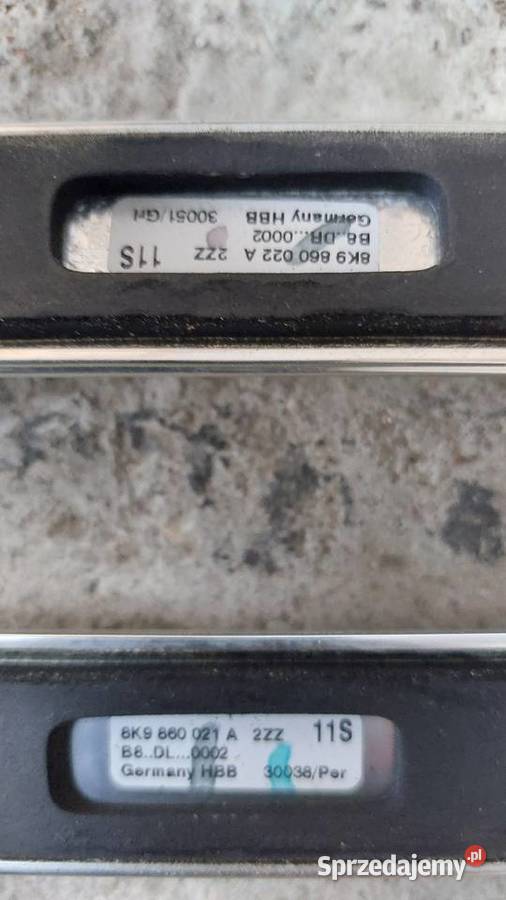 8K9 860 022 A 2ZZ 11S
B8..DR...0002
Germany HBB 30051/Grl
8K9 860 021 A 2ZZ 11S
B8..DL...0002
Germany HBB 30038/Per
Sprzedajemy.pl